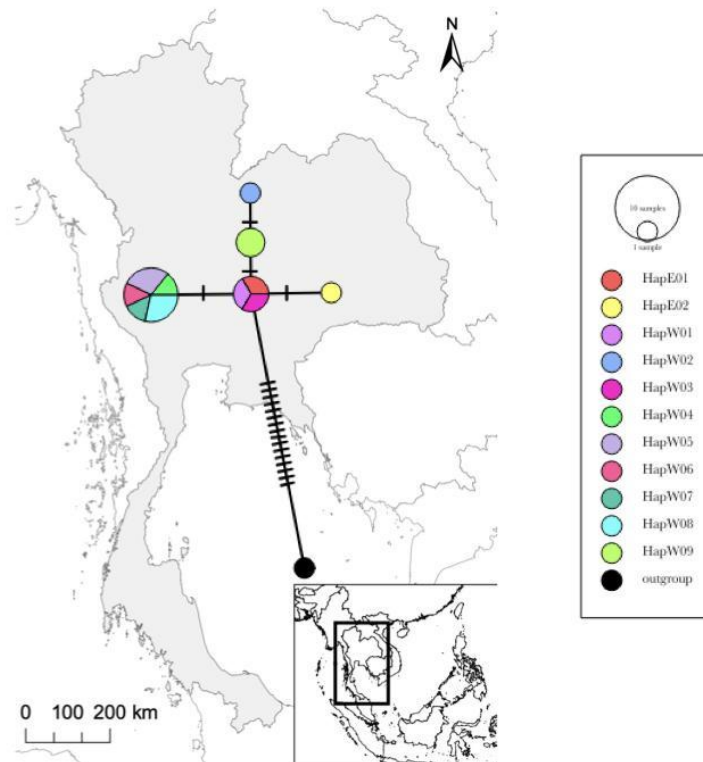 N
0 100 200 km
10 samples
1 sample
HapE01
HapE02
HapW01
HapW02
HapW03
HapW04
HapW05
HapW06
HapW07
HapW08
HapW09
outgroup